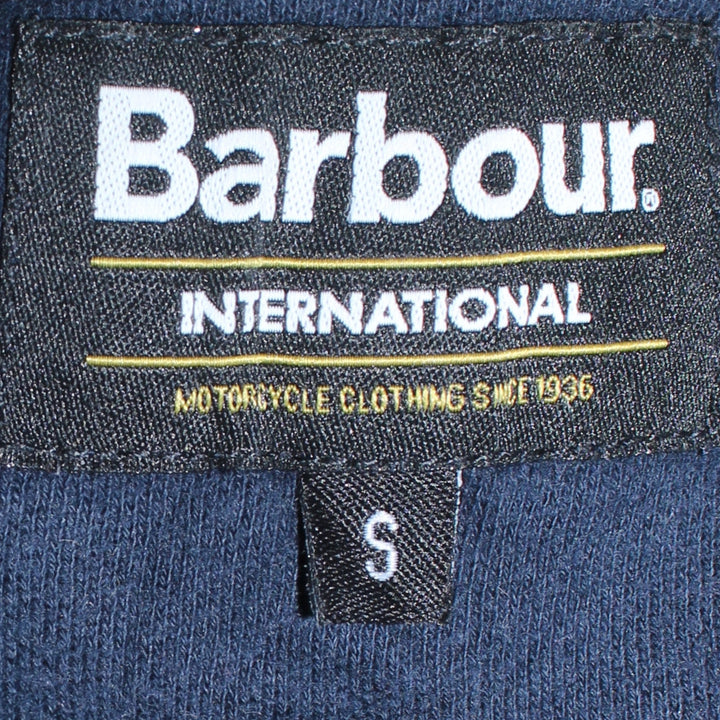 Barbour®
INTERNATIONAL
MOTORCYCLE CLOTHING SINCE 1936
S